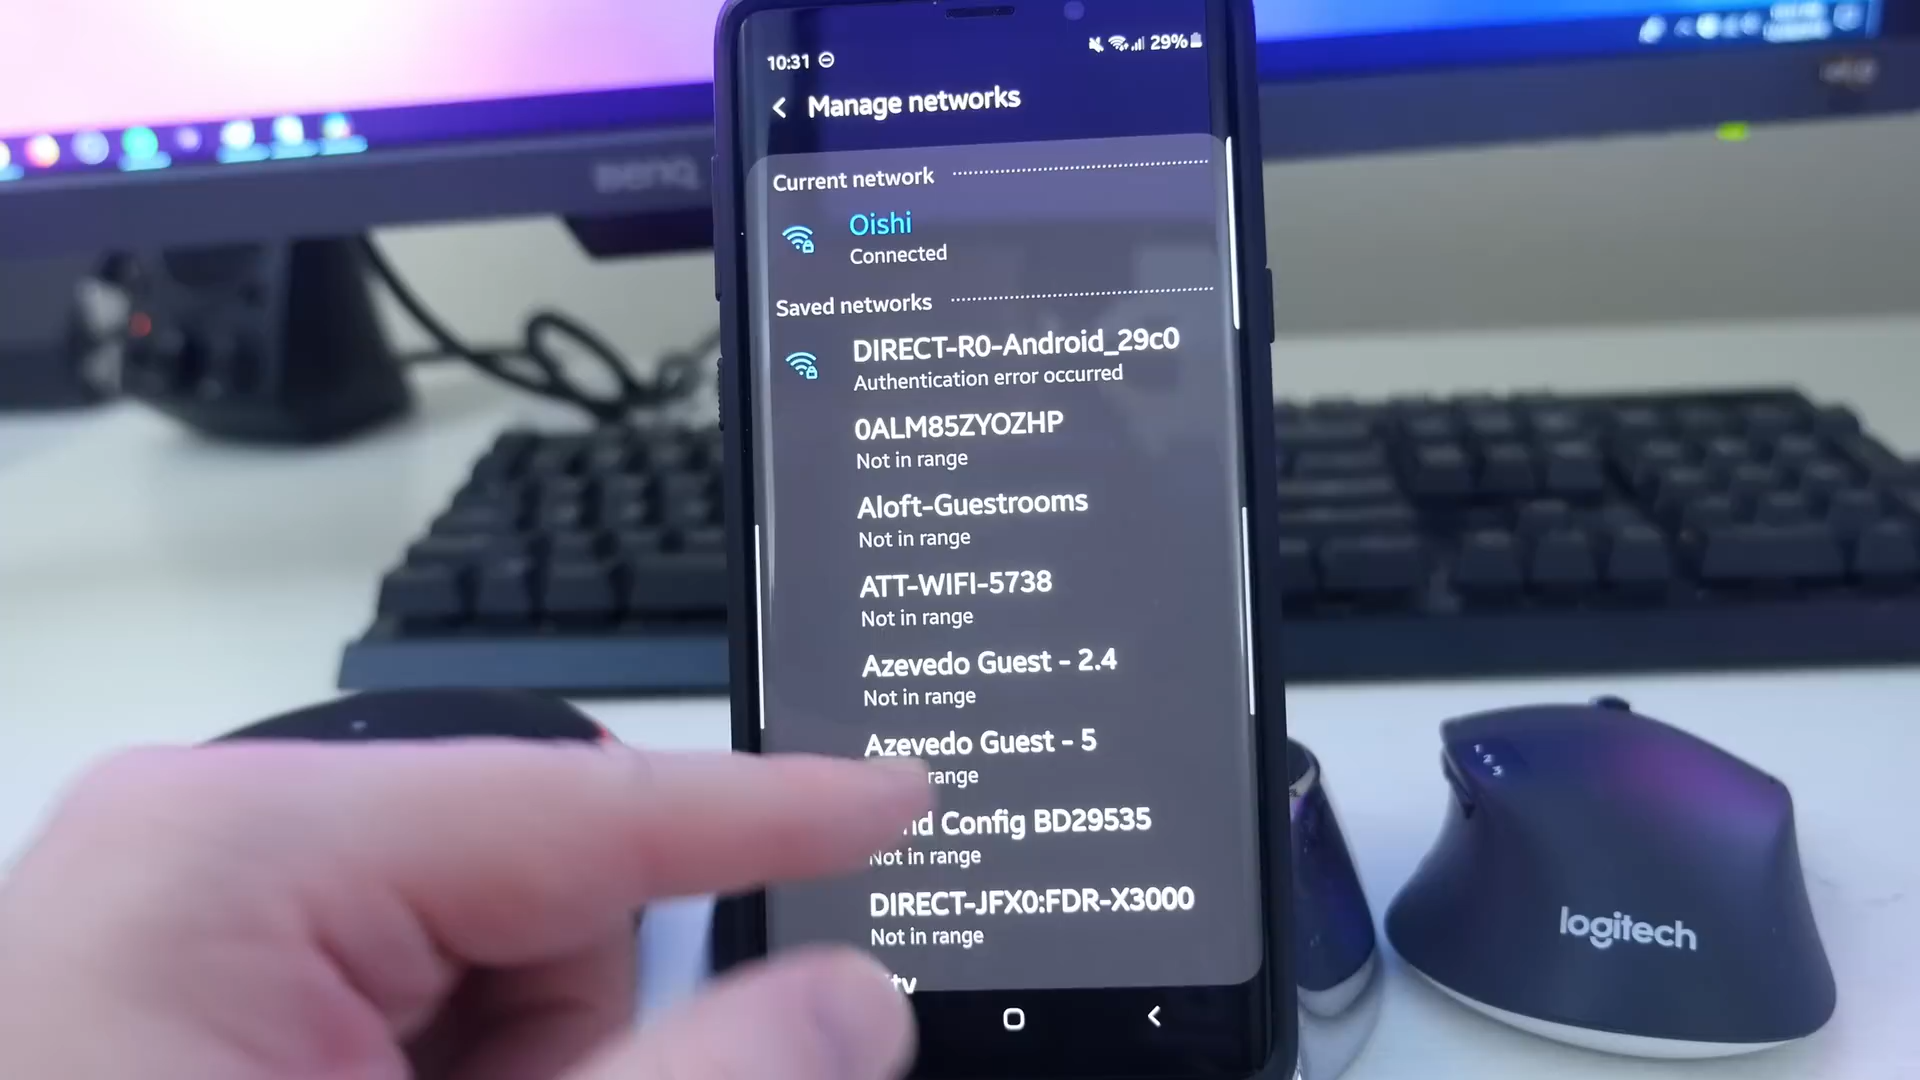 10:31
29%
Manage networks
Current network
Oishi
Connected
Saved networks
DIRECT-R0-Android_29c0
Authentication error occurred
0ALM85ZYOZHP
Not in range
Aloft-Guestrooms
Not in range
ATT-WIFI-5738
Not in range
Azevedo Guest - 2.4
Not in range
Azevedo Guest - 5
range
Config BD29535
Not in range
DIRECT-JFX0:FDR-X3000
Not in range
BenQ
logitech